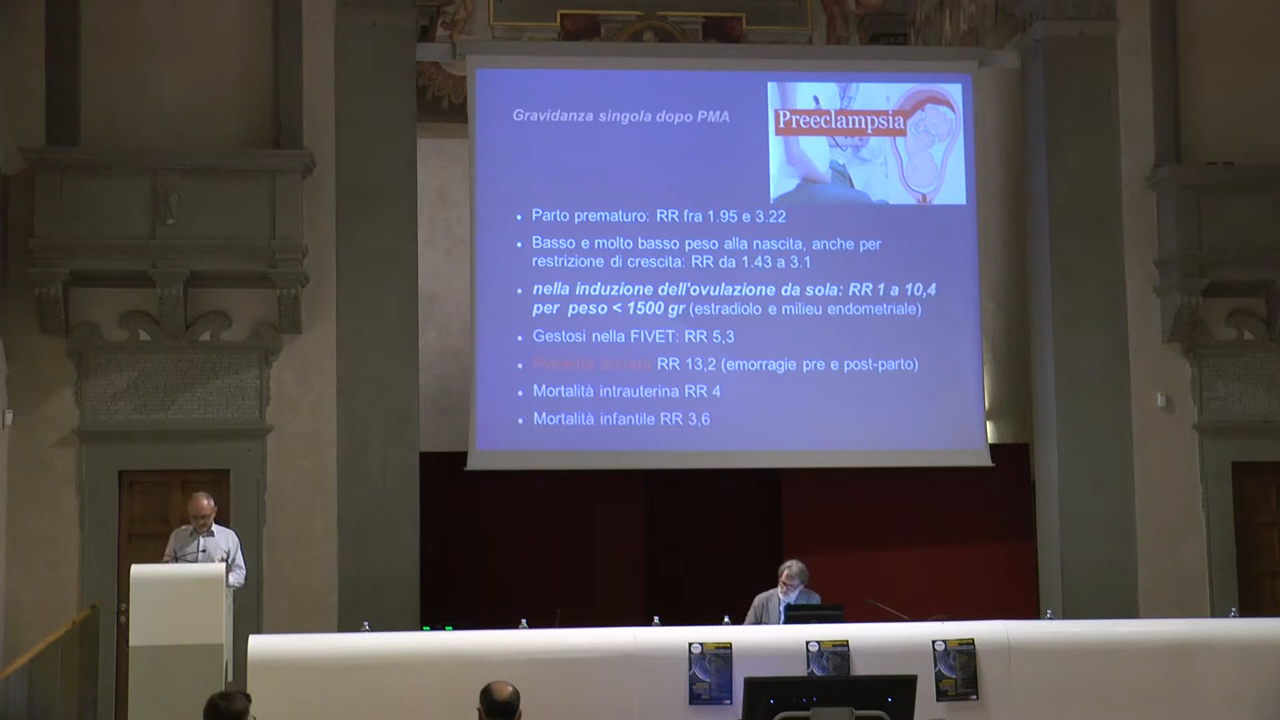 Gravidanza singola dopo PMA
Preeclampsia
• Parto prematuro: RR fra 1.95 e 3.22
• Basso e molto basso peso alla nascita, anche per
restrizione di crescita: RR da 1.43 a 3.1
• nella induzione dell'ovulazione da sola: RR 1 a 10,4
per peso < 1500 gr (estradiolo e milieu endometriale)
• Gestosi nella FIVET: RR 5,3
• Placenta accreta RR 13,2 (emorragie pre e post-parto)
• Mortalità intrauterina RR 4
• Mortalità infantile RR 3,6